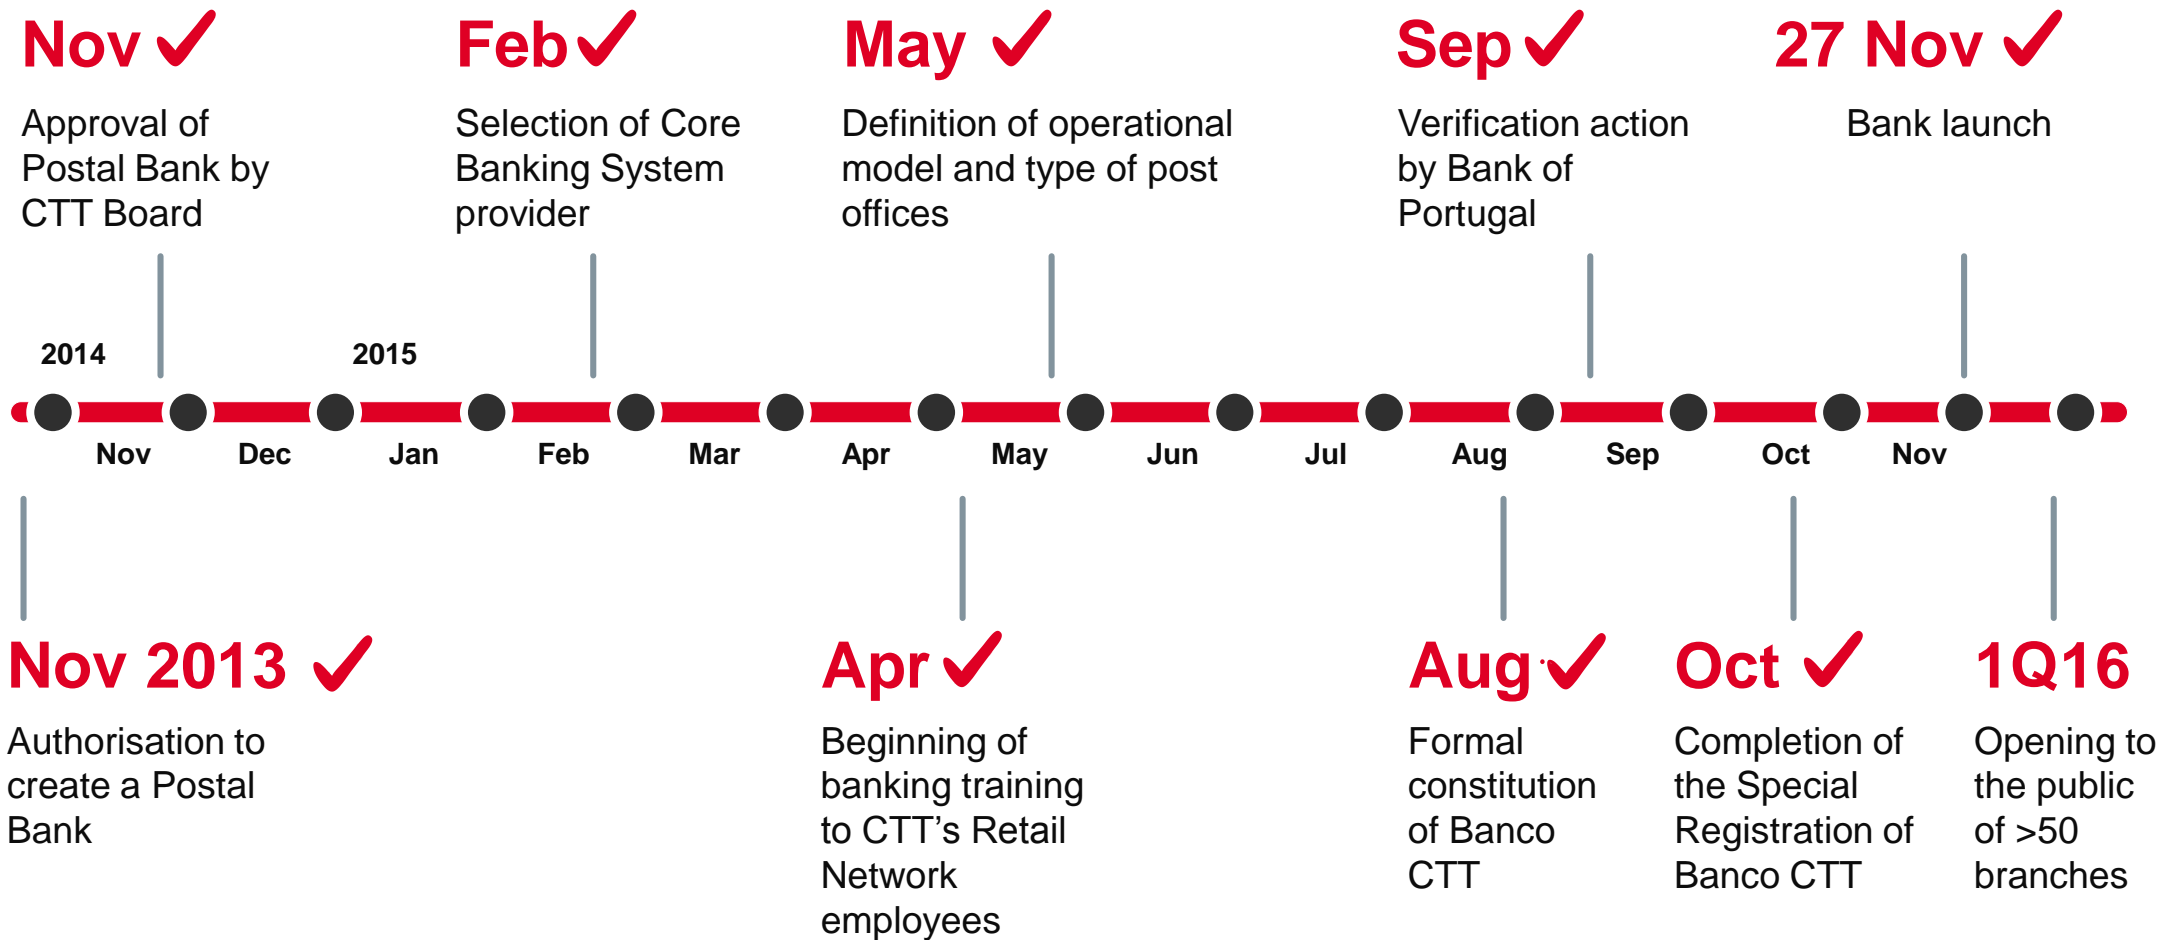 Nov
Approval of
Postal Bank by
CTT Board
Feb
Selection of Core
Banking System
provider
May
Definition of operational
model and type of post
offices
Sep
Verification action
by Bank of
Portugal
27 Nov
Bank launch
2014
2015
Nov Dec Jan Feb Mar Apr May Jun Jul Aug Sep Oct Nov
Nov 2013
Authorisation to
create a Postal
Bank
Apr
Beginning of
banking training
to CTT’s Retail
Network
employees
Aug
Formal
constitution
of Banco
CTT
Oct
Completion of
the Special
Registration of
Banco CTT
1Q16
Opening to
the public
of >50
branches